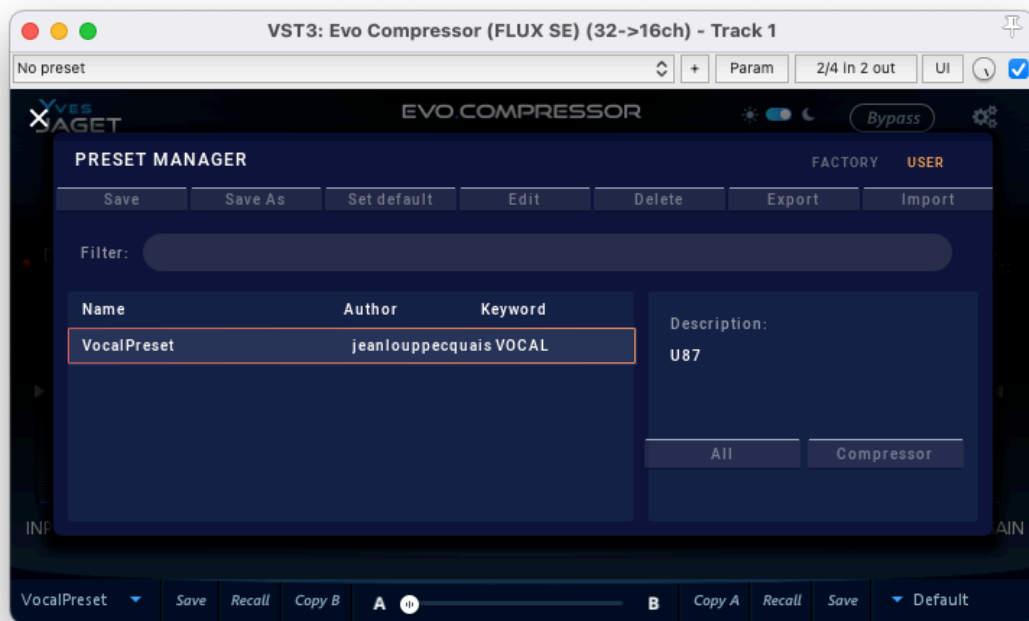 VST3: Evo Compressor (FLUX SE) (32->16ch) - Track 1
No preset + Param 2/4 in 2 out UI
YVES
JAGET EVO.COMPRESSOR Bypass
PRESET MANAGER FACTORY USER
Save Save As Set default Edit Delete Export Import
Filter:
Name Author Keyword
VocalPreset jeanlouppecquais VOCAL
Description:
U87
All Compressor
INP AIN
VocalPreset Save Recall Copy B A B Copy A Recall Save Default